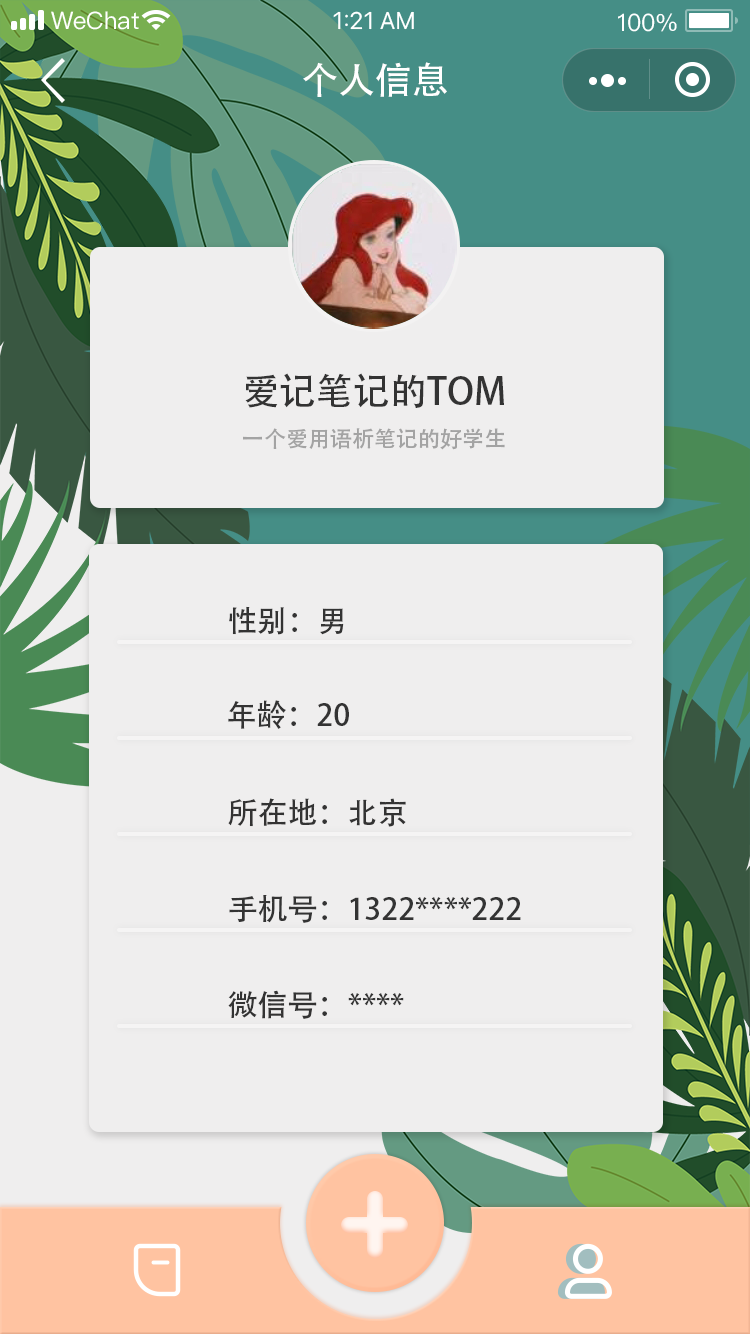 WeChat 1:21 AM 100%
个人信息
爱记笔记的TOM
一个爱用语析笔记的好学生
性别：男
年龄：20
所在地：北京
手机号：1322****222
微信号：****